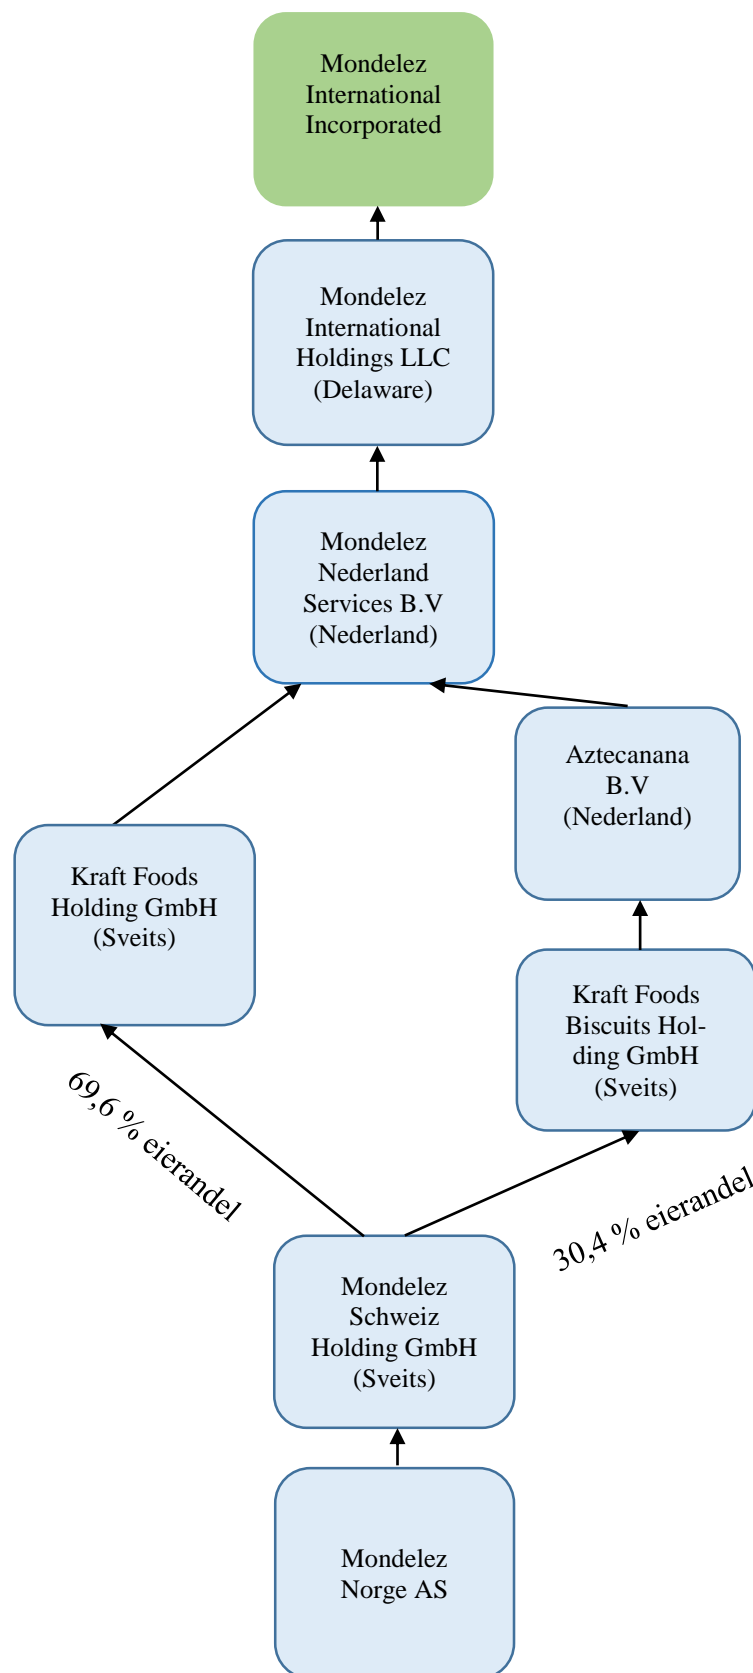 Mondelez
International
Incorporated
Mondelez
International
Holdings LLC
(Delaware)
Mondelez
Nederland
Services B.V
(Nederland)
Aztecanana
B.V
(Nederland)
Kraft Foods
Holding GmbH
(Sveits)
Kraft Foods
Biscuits Hol-
ding GmbH
(Sveits)
69,6 % eierandel
30,4 % eierandel
Mondelez
Schweiz
Holding GmbH
(Sveits)
Mondelez
Norge AS